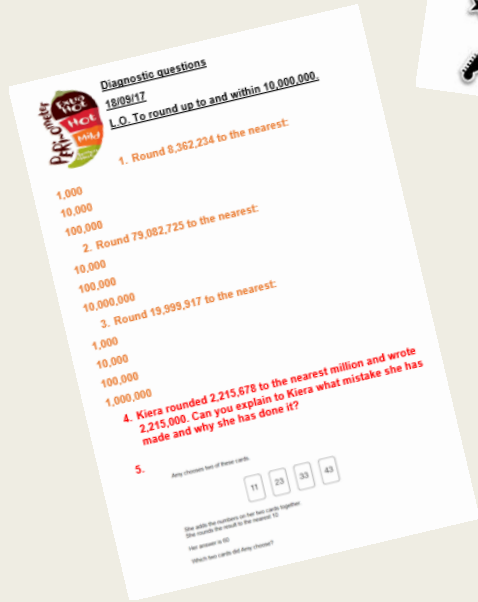 PERi-ometer
Extra Hot
Hot
Mild
Diagnostic questions
18/09/17
L.O. To round up to and within 10,000,000.
1. Round 8,362,234 to the nearest:
1,000
10,000
100,000
2. Round 79,082,725 to the nearest:
10,000
100,000
10,000,000
3. Round 19,999,917 to the nearest:
1,000
10,000
100,000
1,000,000
4. Kiera rounded 2,215,678 to the nearest million and wrote
2,215,000. Can you explain to Kiera what mistake she has
made and why she has done it?
5.
Amy chooses two of these cards
11 23 33 43
She adds the numbers on her two cards together.
She rounds the result to the nearest 10
Her answer is 60
Which two cards did Amy choose?